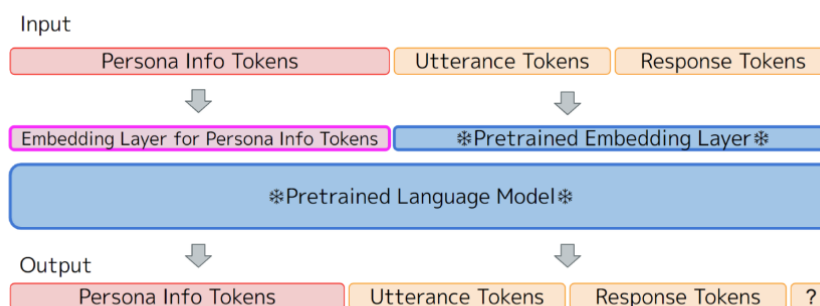 Input
Persona Info Tokens Utterance Tokens Response Tokens
Embedding Layer for Persona Info Tokens ❄Pretrained Embedding Layer❄
❄Pretrained Language Model❄
Output
Persona Info Tokens Utterance Tokens Response Tokens ?